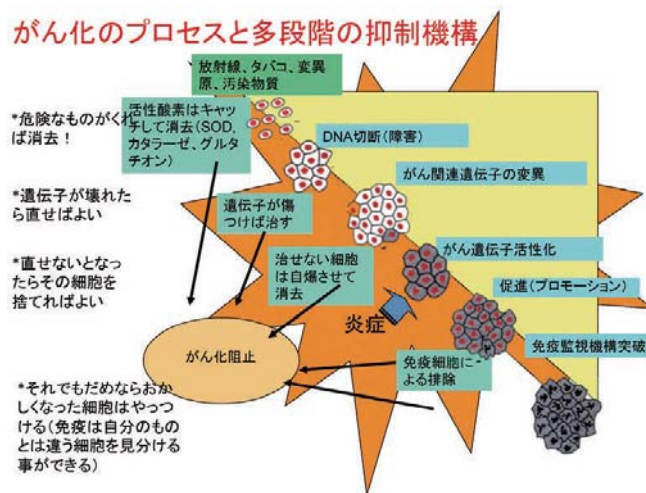 がん化のプロセスと多段階の抑制機構
放射線、タバコ、変異
原、汚染物質
*危険なものがくれ
ば消去！
活性酸素はキャッ
チして消去(SOD,
カタラーゼ、グルタ
チオン)
DNA切断(障害)
がん関連遺伝子の変異
*遺伝子が壊れた
ら直せばよい
遺伝子が傷
つけば治す
がん遺伝子活性化
*直せないとなっ
たらその細胞を
捨てればよい
治せない細胞
は自爆させて
消去
促進(プロモーション)
炎症
免疫監視機構突破
がん化阻止
免疫細胞に
よる排除
*それでもだめならおか
しくなった細胞はやっつ
ける(免疫は自分のもの
とは違う細胞を見分ける
事ができる)